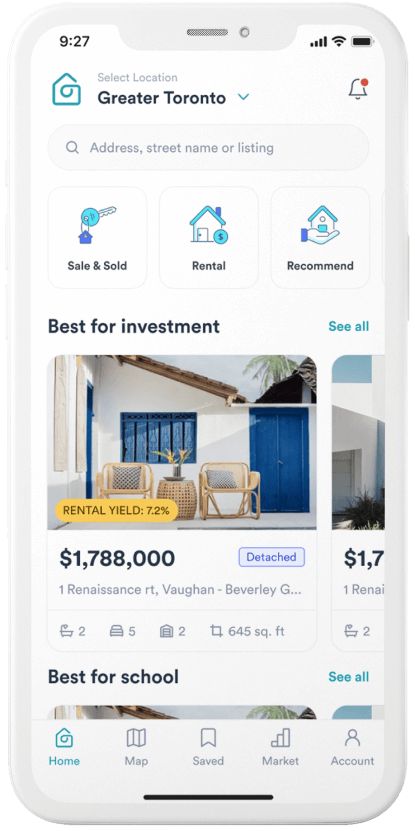 9:27
Select Location
Greater Toronto
Address, street name or listing
Sale & Sold
Rental
Recommend
Best for investment
See all
RENTAL YIELD: 7.2%
$1,788,000
Detached
1 Renaissance rt, Vaughan - Beverley G...
2
5
2
645 sq. ft
$1,7
1 Renai
2
Best for school
See all
Home
Map
Saved
Market
Account